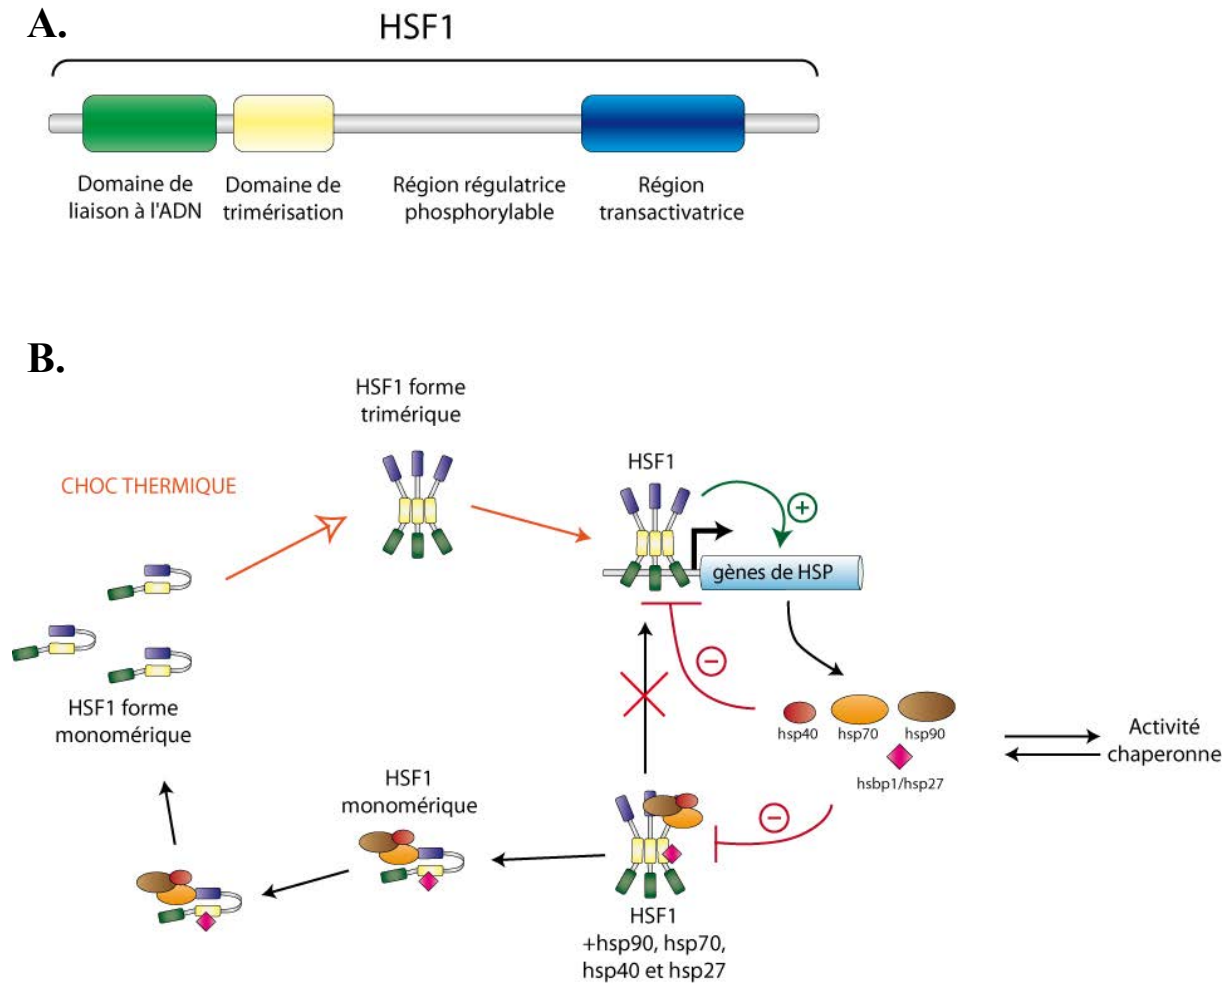 A.
HSF1
Domaine de
liaison à l'ADN
Domaine de
trimérisation
Région régulatrice
phosphorylable
Région
transactivatrice
B.
HSF1 forme
trimérique
CHOC THERMIQUE
HSF1
+
gènes de HSP
−
HSF1 forme
monomérique
hsp40
hsp70
hsp90
hsbp1/hsp27
Activité
chaperonne
−
HSF1
monomérique
HSF1
+hsp90, hsp70,
hsp40 et hsp27